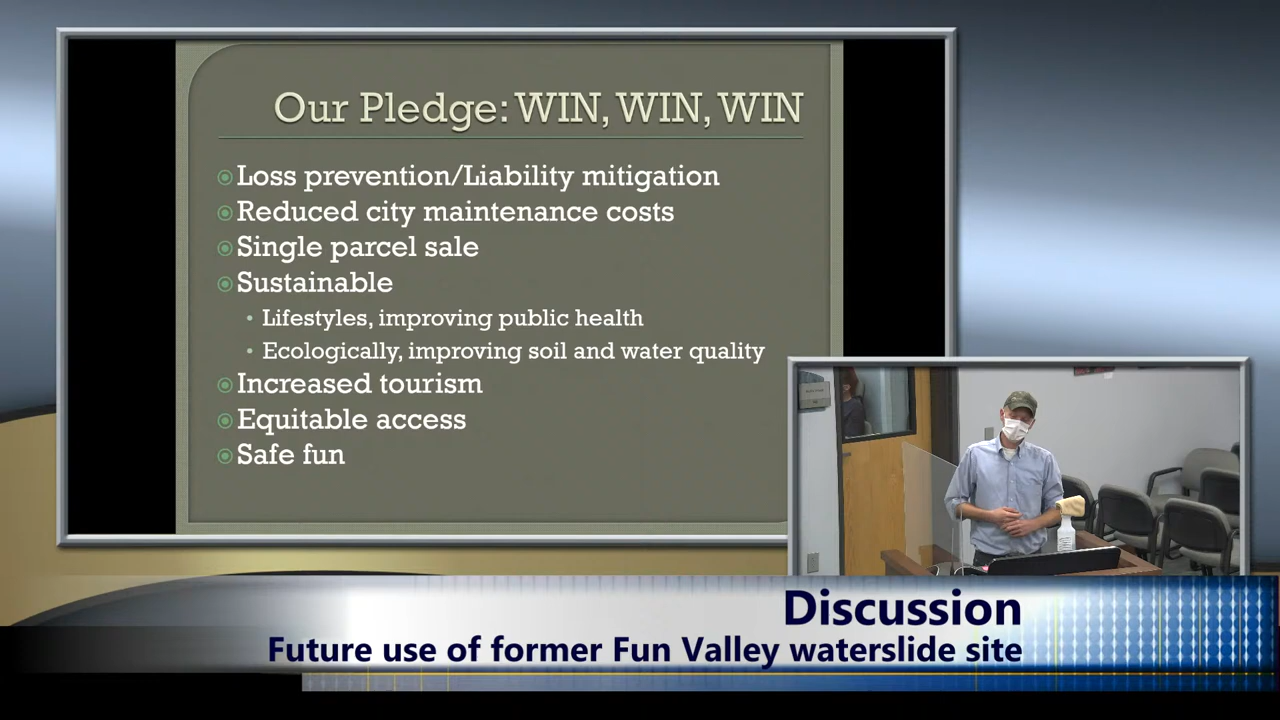 Our Pledge: WIN, WIN, WIN
Loss prevention/Liability mitigation
Reduced city maintenance costs
Single parcel sale
Sustainable
Lifestyles, improving public health
Ecologically, improving soil and water quality
Increased tourism
Equitable access
Safe fun
Discussion
Future use of former Fun Valley waterslide site